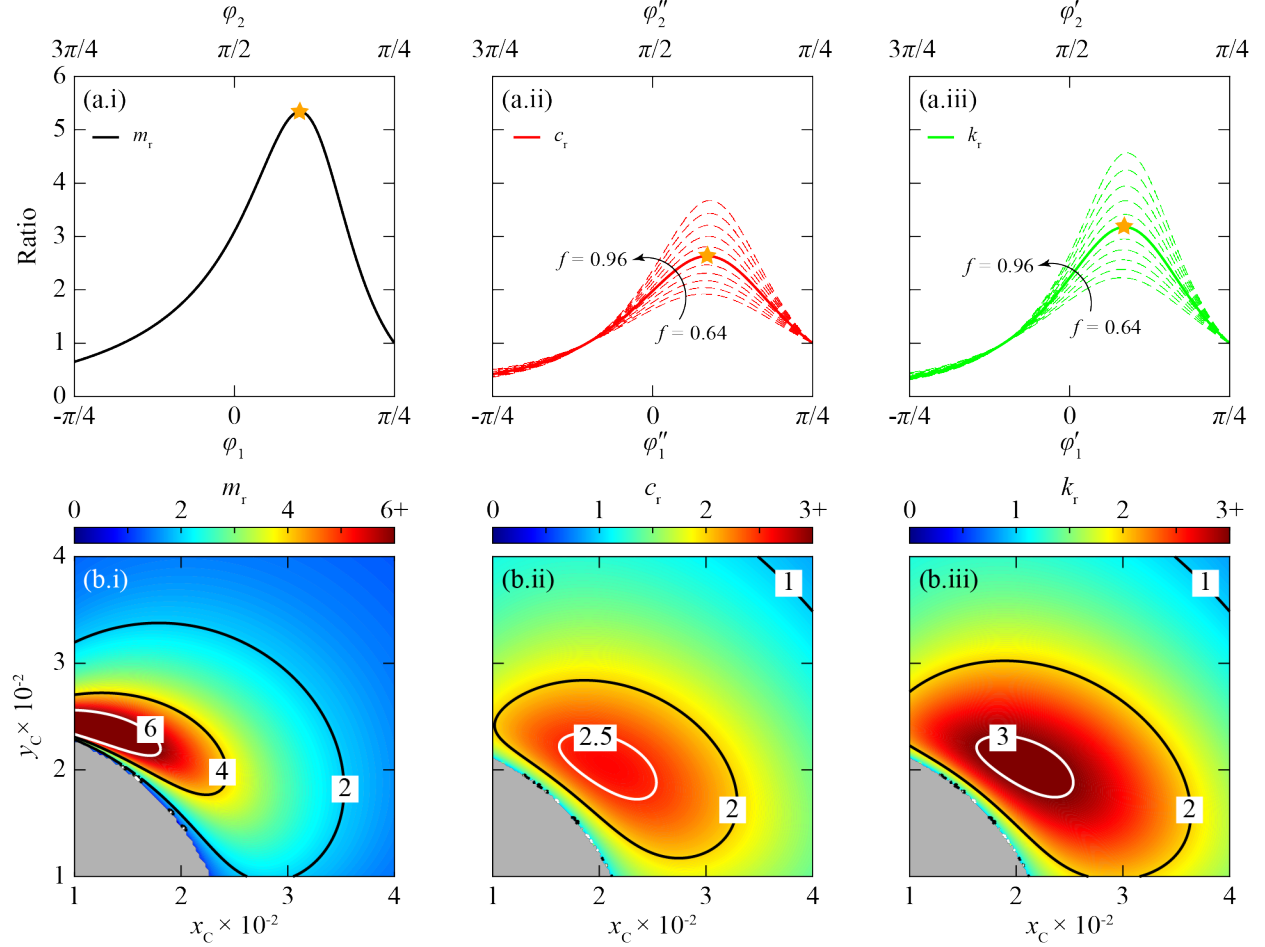 φ₂ φ₂″ φ₂′
3π/4 π/2 π/4 3π/4 π/2 π/4 3π/4 π/2 π/4
(a.i) (a.ii) (a.iii)
mᵣ cᵣ kᵣ
Ratio
6
5
4
3
2
1
0
f = 0.96
f = 0.64
f = 0.96
f = 0.64
-π/4 0 π/4 -π/4 0 π/4 -π/4 0 π/4
φ₁ φ₁″ φ₁′
mᵣ cᵣ kᵣ
0 2 4 6+ 0 1 2 3+ 0 1 2 3+
(b.i) (b.ii) (b.iii)
y_C × 10⁻²
4
3
2
1
6
4
2
1
2.5
2
1
3
2
1 2 3 4 1 2 3 4 1 2 3 4
x_C × 10⁻² x_C × 10⁻² x_C × 10⁻²